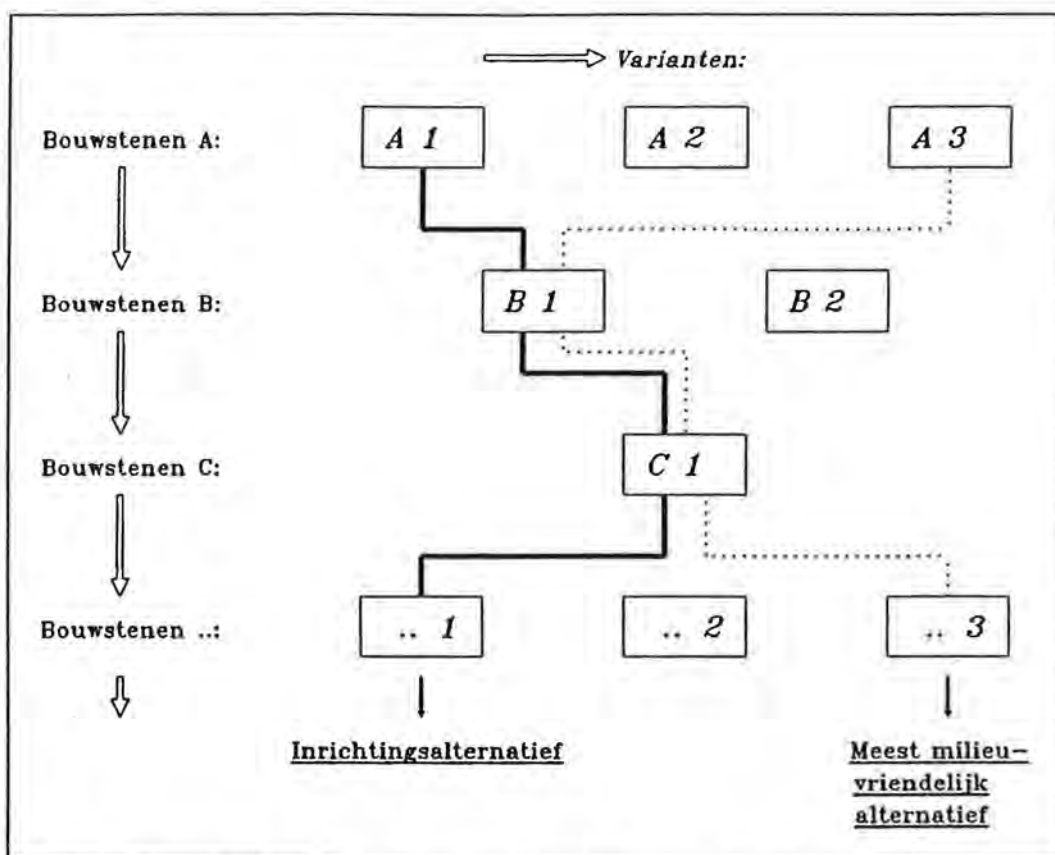 Varianten:
Bouwstenen A:
A 1
A 2
A 3
Bouwstenen B:
B 1
B 2
Bouwstenen C:
C 1
Bouwstenen ..:
.. 1
.. 2
.. 3
Inrichtingsalternatief
Meest milieu-
vriendelijk
alternatief